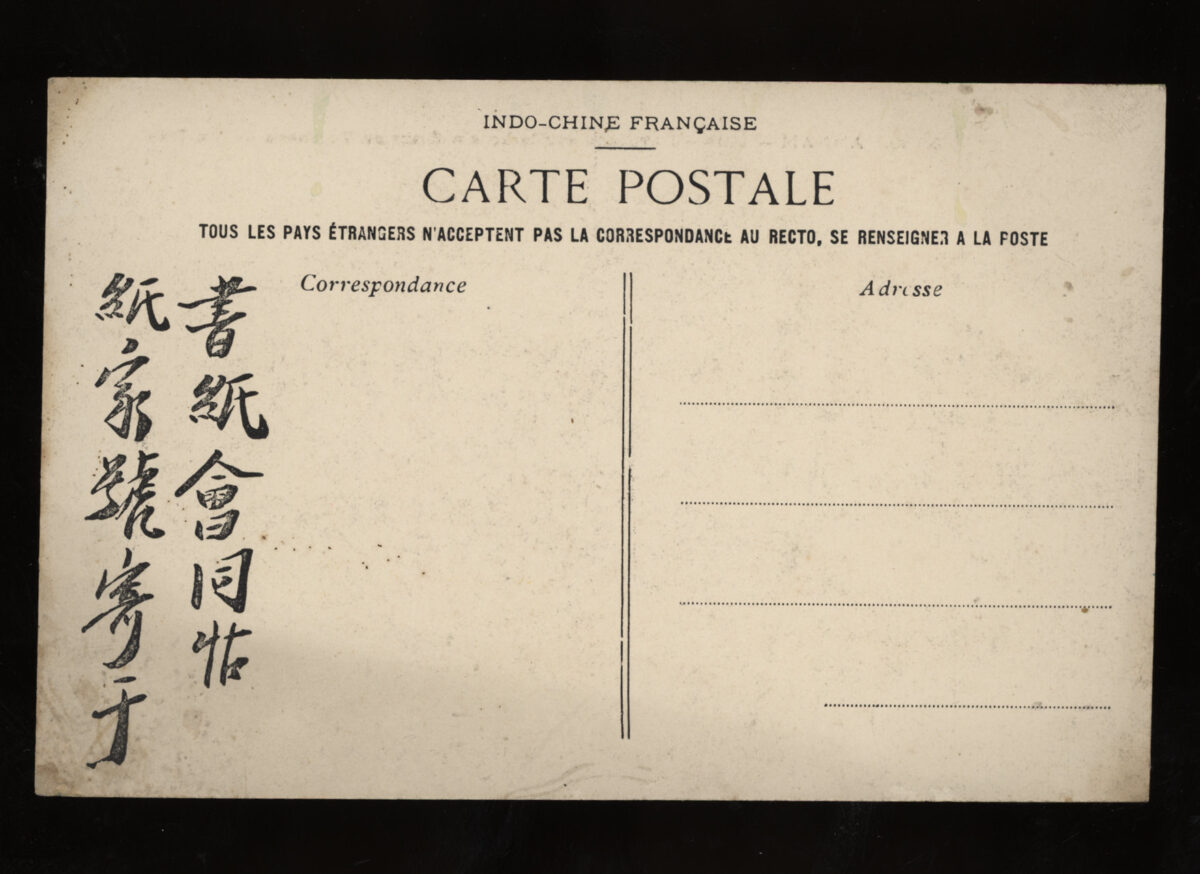 INDO-CHINE FRANÇAISE
CARTE POSTALE
TOUS LES PAYS ÉTRANGERS N'ACCEPTENT PAS LA CORRESPONDANCE AU RECTO, SE RENSEIGNER A LA POSTE
Correspondance
Adresse
書紙會同帖
紙家號寄于